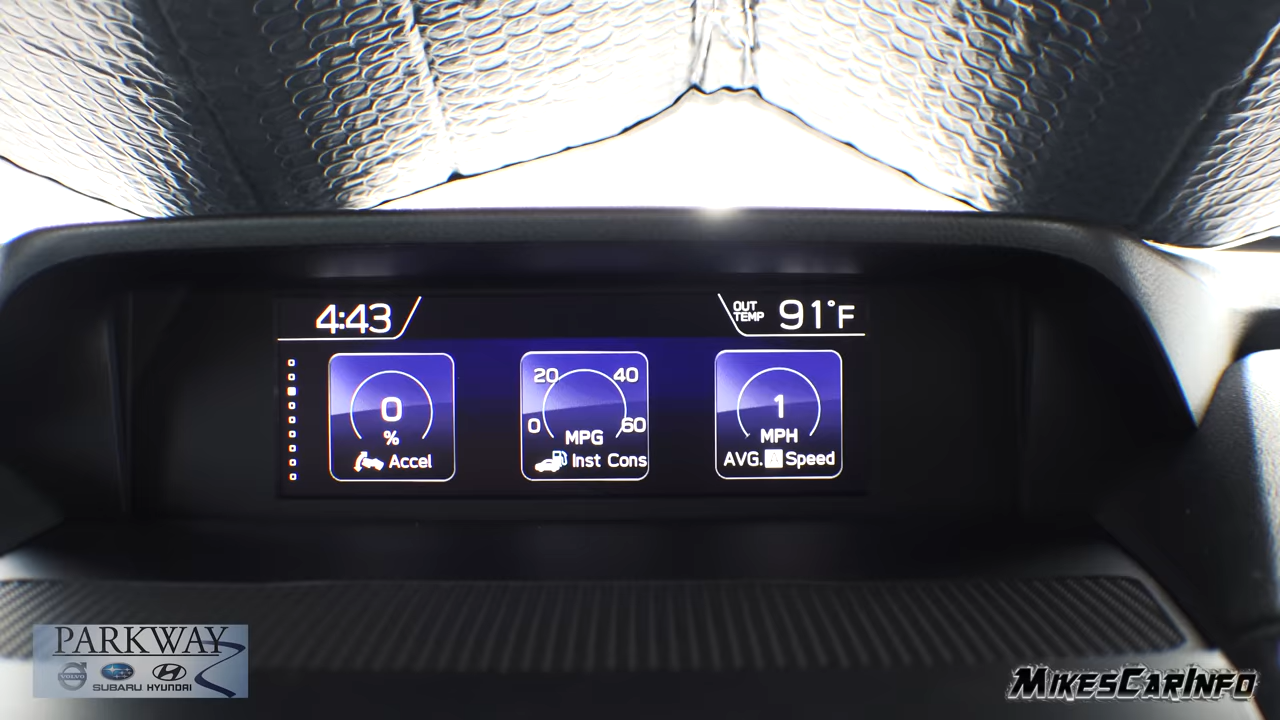 4:43
OUT TEMP 91°F
0
%
Accel
20 40
0 60
MPG
Inst Cons
1
MPH
AVG. Speed
PARKWAY
VOLVO SUBARU HYUNDAI
MIKESCARINFO